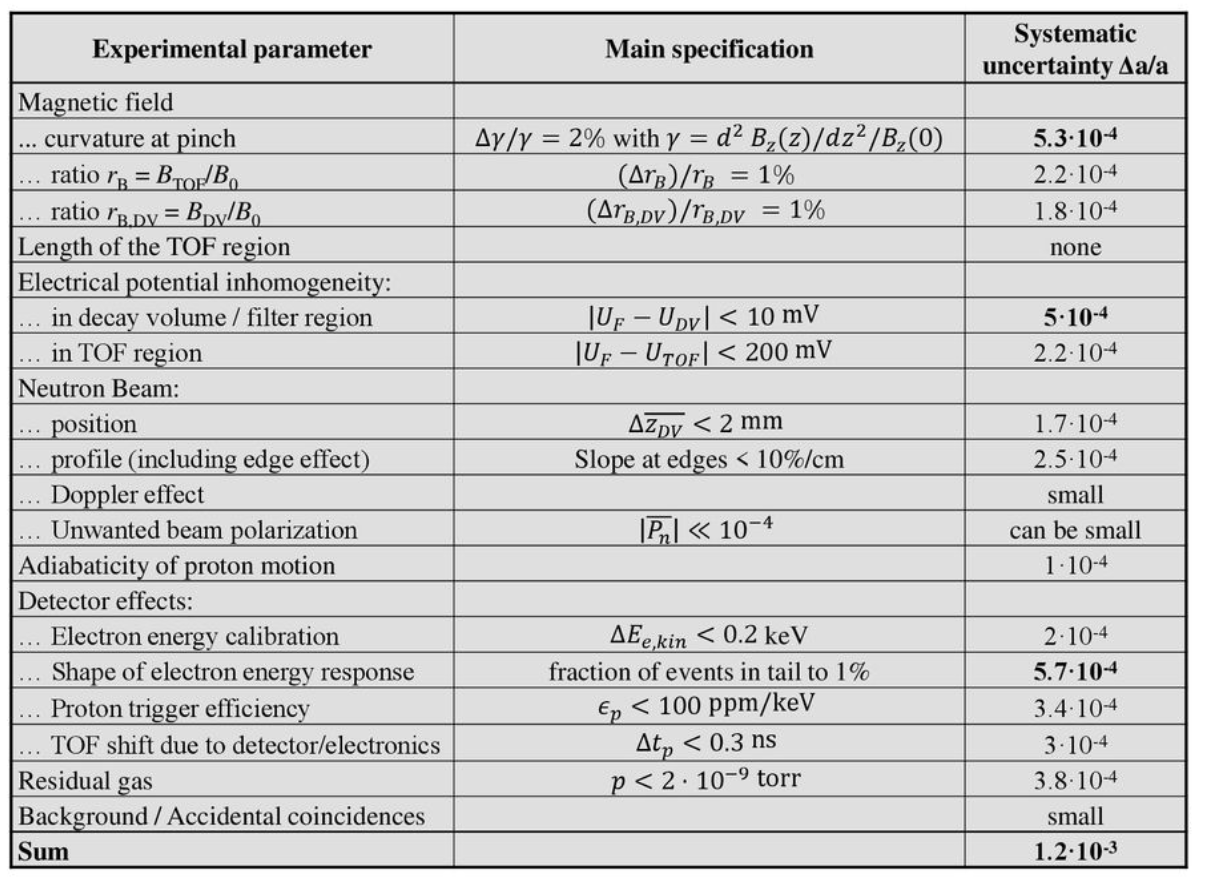 Experimental parameter Main specification Systematic uncertainty Δa/a
Magnetic field
... curvature at pinch Δγ/γ = 2% with γ = d² B_z(z)/dz²/B_z(0) 5.3·10⁻⁴
… ratio r_B = B_TOF/B_0 (Δr_B)/r_B = 1% 2.2·10⁻⁴
… ratio r_B,DV = B_DV/B_0 (Δr_B,DV)/r_B,DV = 1% 1.8·10⁻⁴
Length of the TOF region none
Electrical potential inhomogeneity:
… in decay volume / filter region |U_F − U_DV| < 10 mV 5·10⁻⁴
… in TOF region |U_F − U_TOF| < 200 mV 2.2·10⁻⁴
Neutron Beam:
… position Δz̅_DV < 2 mm 1.7·10⁻⁴
… profile (including edge effect) Slope at edges < 10%/cm 2.5·10⁻⁴
… Doppler effect small
… Unwanted beam polarization |P̅_n| ≪ 10⁻⁴ can be small
Adiabaticity of proton motion 1·10⁻⁴
Detector effects:
… Electron energy calibration ΔE_e,kin < 0.2 keV 2·10⁻⁴
… Shape of electron energy response fraction of events in tail to 1% 5.7·10⁻⁴
… Proton trigger efficiency ϵ_p < 100 ppm/keV 3.4·10⁻⁴
… TOF shift due to detector/electronics Δt_p < 0.3 ns 3·10⁻⁴
Residual gas p < 2 · 10⁻⁹ torr 3.8·10⁻⁴
Background / Accidental coincidences small
Sum 1.2·10⁻³